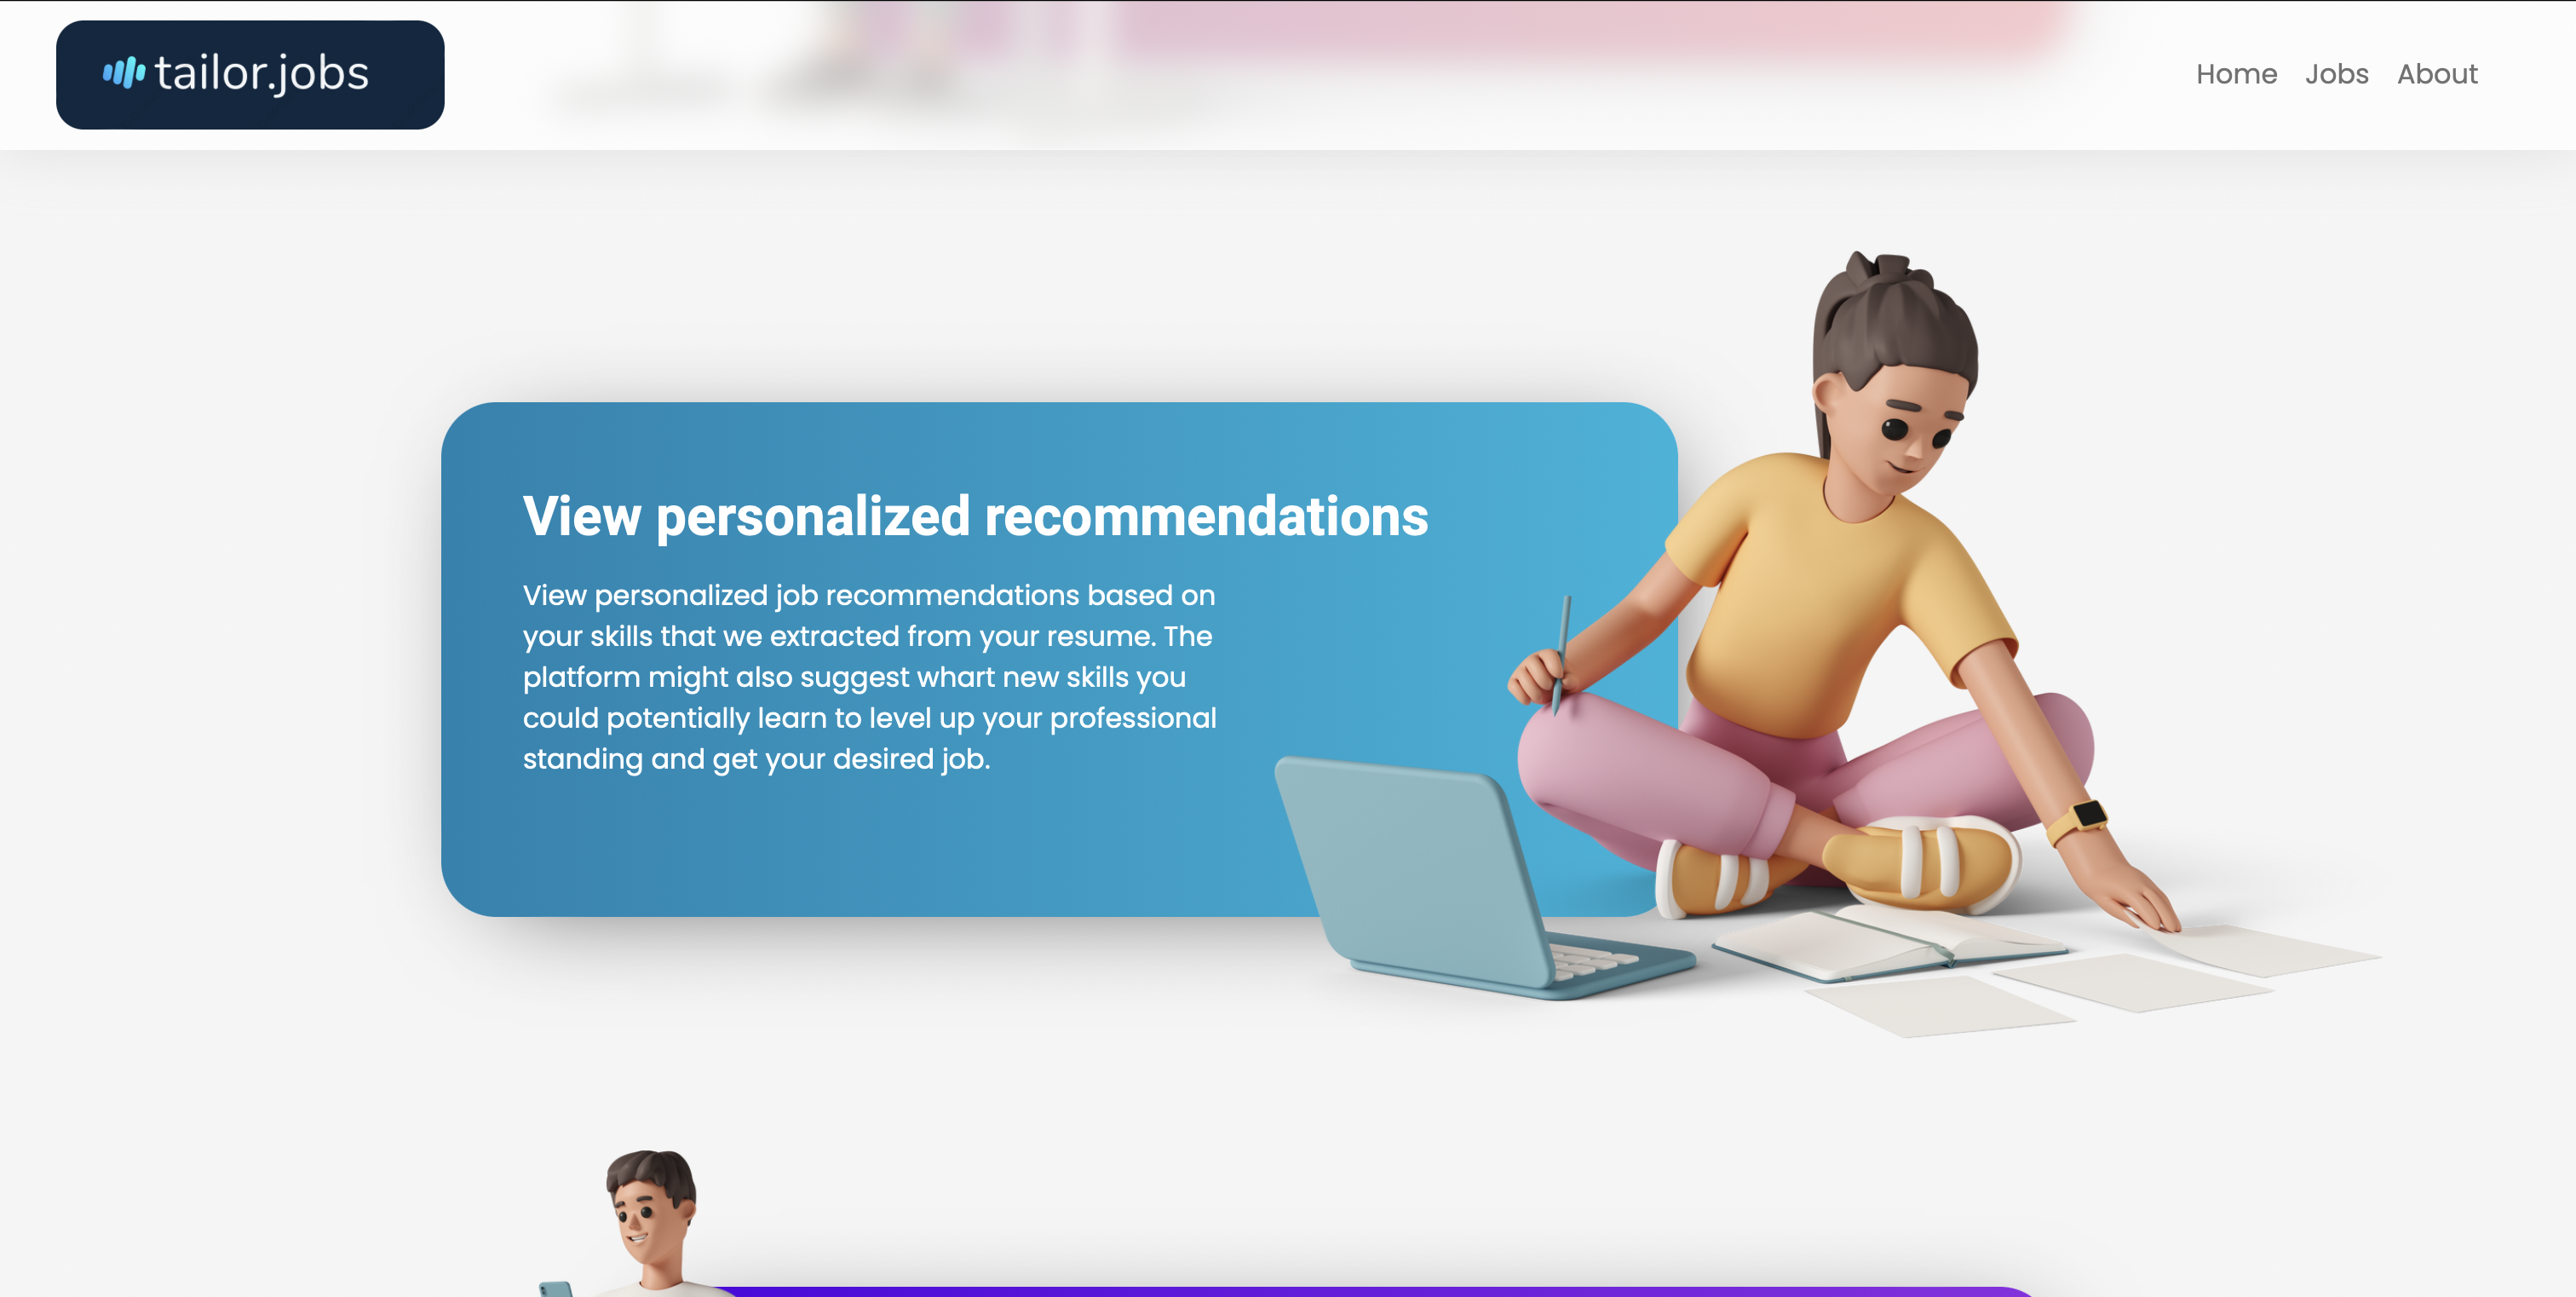 tailor.jobs
Home Jobs About
View personalized recommendations
View personalized job recommendations based on
your skills that we extracted from your resume. The
platform might also suggest whart new skills you
could potentially learn to level up your professional
standing and get your desired job.